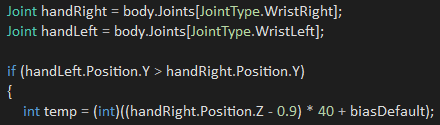 Joint handRight = body.Joints[JointType.WristRight];
Joint handLeft = body.Joints[JointType.WristLeft];
if (handLeft.Position.Y > handRight.Position.Y)
{
int temp = (int)((handRight.Position.Z - 0.9) * 40 + biasDefault);